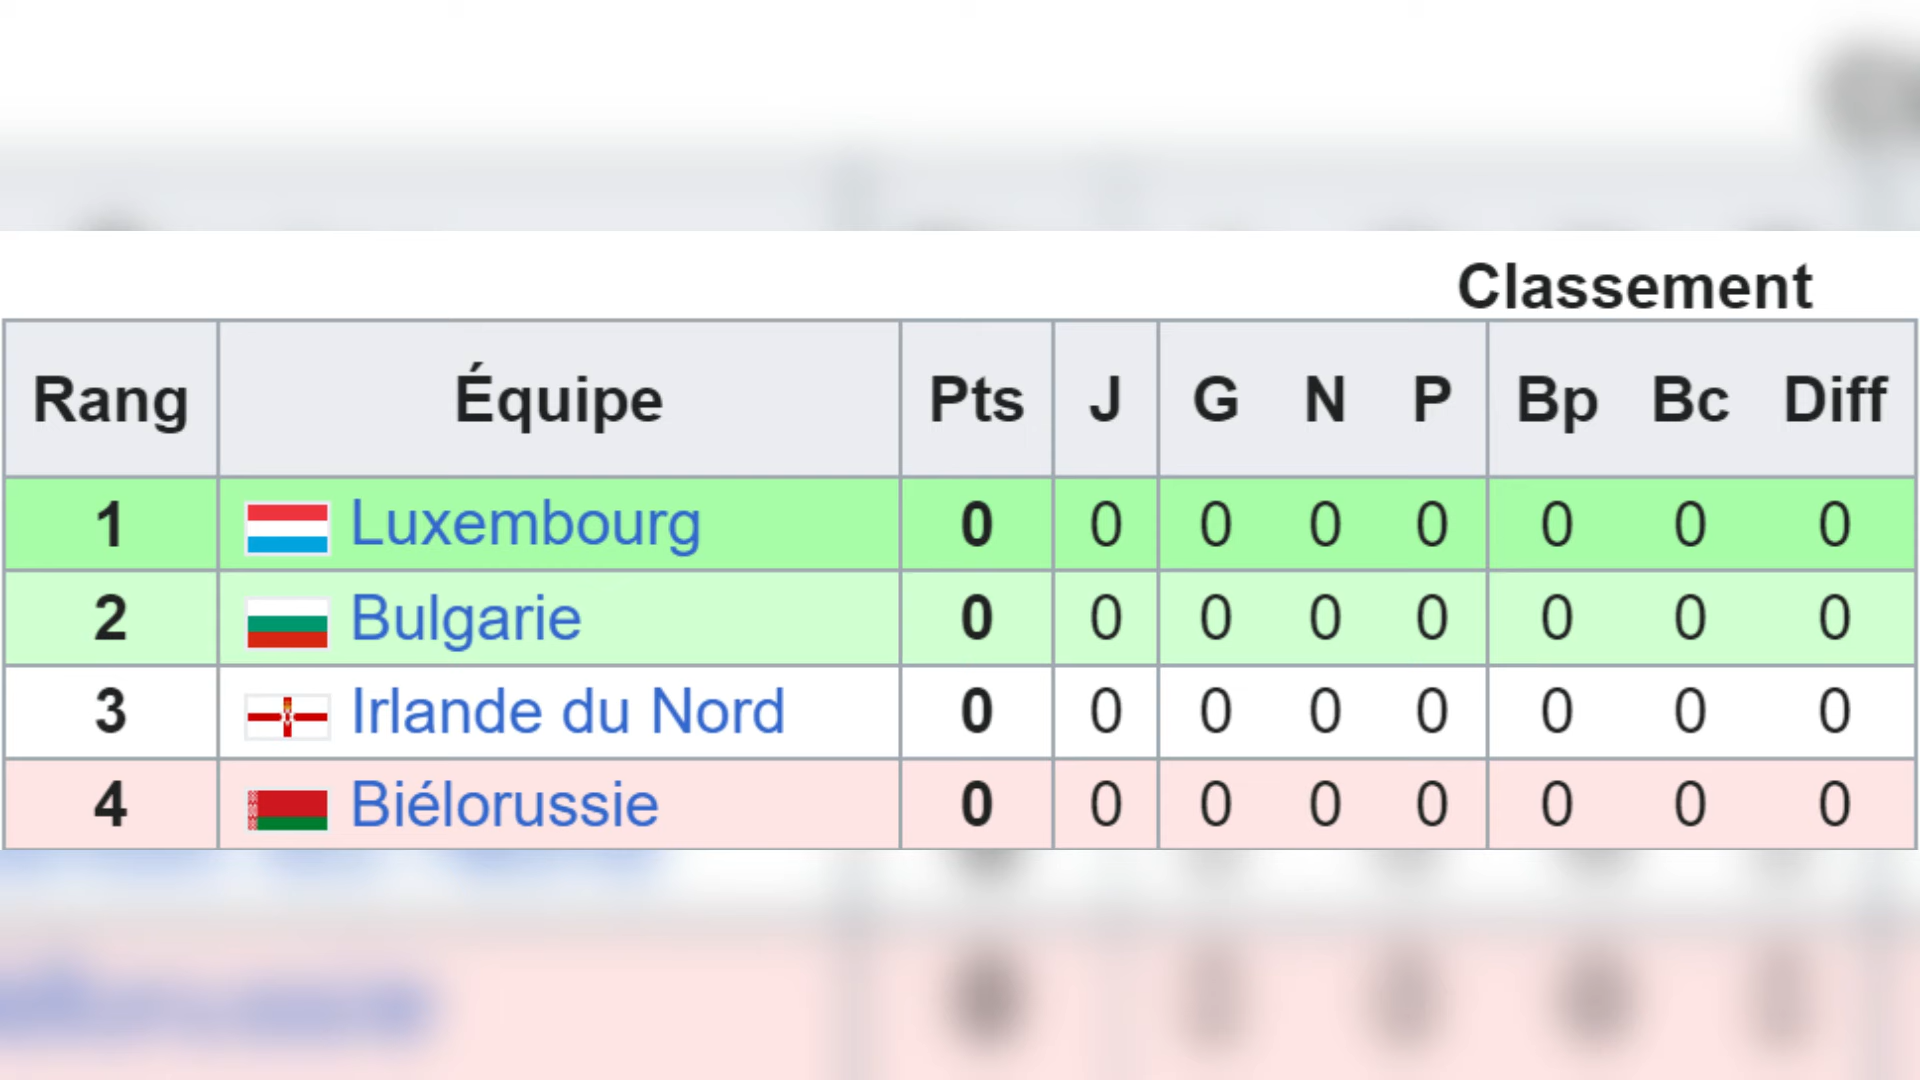 Classement
Rang Équipe Pts J G N P Bp Bc Diff
1 Luxembourg 0 0 0 0 0 0 0 0
2 Bulgarie 0 0 0 0 0 0 0 0
3 Irlande du Nord 0 0 0 0 0 0 0 0
4 Biélorussie 0 0 0 0 0 0 0 0